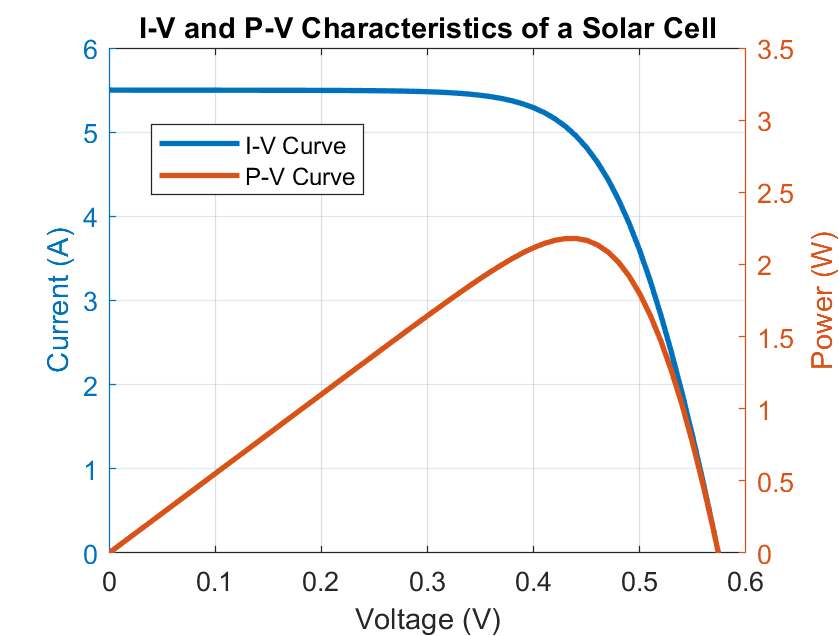 I-V and P-V Characteristics of a Solar Cell
6
5
4
3
2
1
0
Current (A)
I-V Curve
P-V Curve
3.5
3
2.5
2
1.5
1
0.5
0
Power (W)
0 0.1 0.2 0.3 0.4 0.5 0.6
Voltage (V)